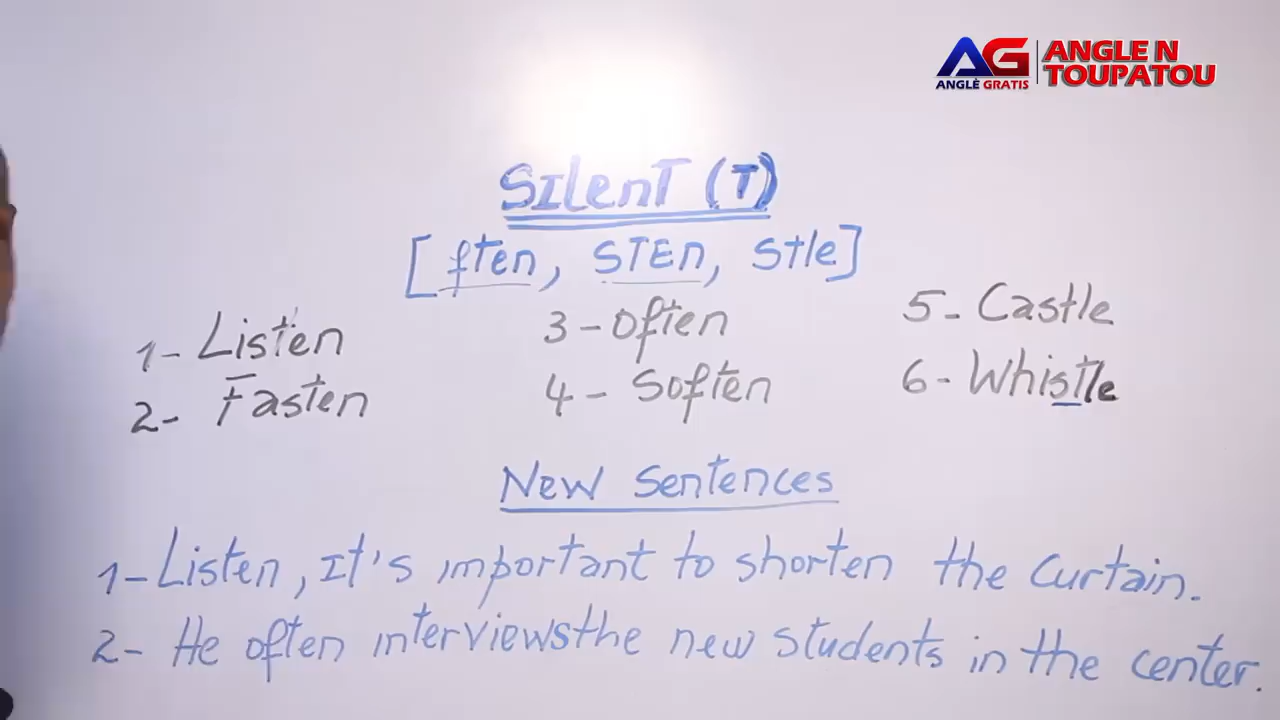 AG ANGLE N
ANGLÈ GRATIS TOUPATOU
SIlenT (T)
[ften, STEn, Stle]
1- Listen
2- Fasten
3 - often
4 - Soften
5 - Castle
6 - Whistle
New Sentences
1- Listen, It's important to shorten the Curtain.
2- He often interviews the new students in the center.